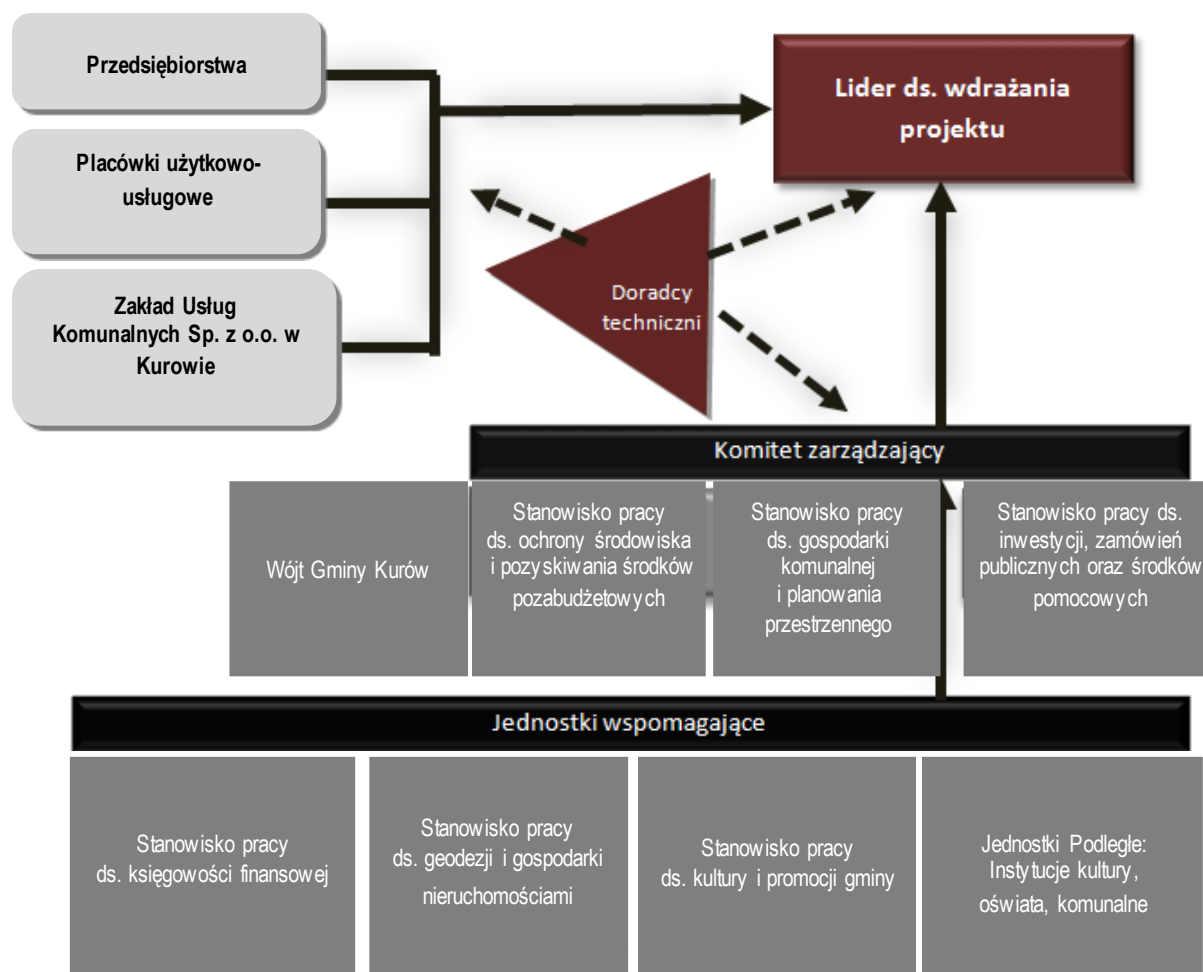 Przedsiębiorstwa
Placówki użytkowo-
usługowe
Zakład Usług
Komunalnych Sp. z o.o. w
Kurowie
Lider ds. wdrażania
projektu
Doradcy
techniczni
Komitet zarządzający
Wójt Gminy Kurów
Stanowisko pracy
ds. ochrony środowiska
i pozyskiwania środków
pozabudżetowych
Stanowisko pracy
ds. gospodarki
komunalnej
i planowania
przestrzennego
Stanowisko pracy ds.
inwestycji, zamówień
publicznych oraz środków
pomocowych
Jednostki wspomagające
Stanowisko pracy
ds. księgowości finansowej
Stanowisko pracy
ds. geodezji i gospodarki
nieruchomościami
Stanowisko pracy
ds. kultury i promocji gminy
Jednostki Podległe:
Instytucje kultury,
oświata, komunalne